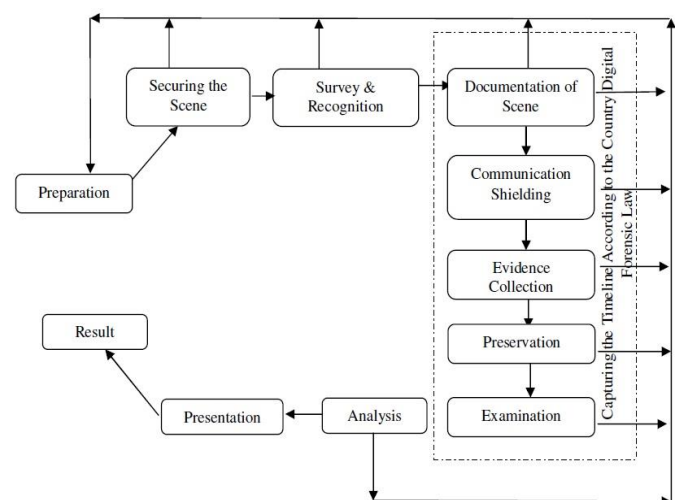 Securing the
Scene
Survey &
Recognition
Documentation of
Scene
Preparation
Communication
Shielding
Evidence
Collection
Preservation
Examination
Capturing the Timeline According to the Country Digital
Forensic Law
Result
Presentation
Analysis